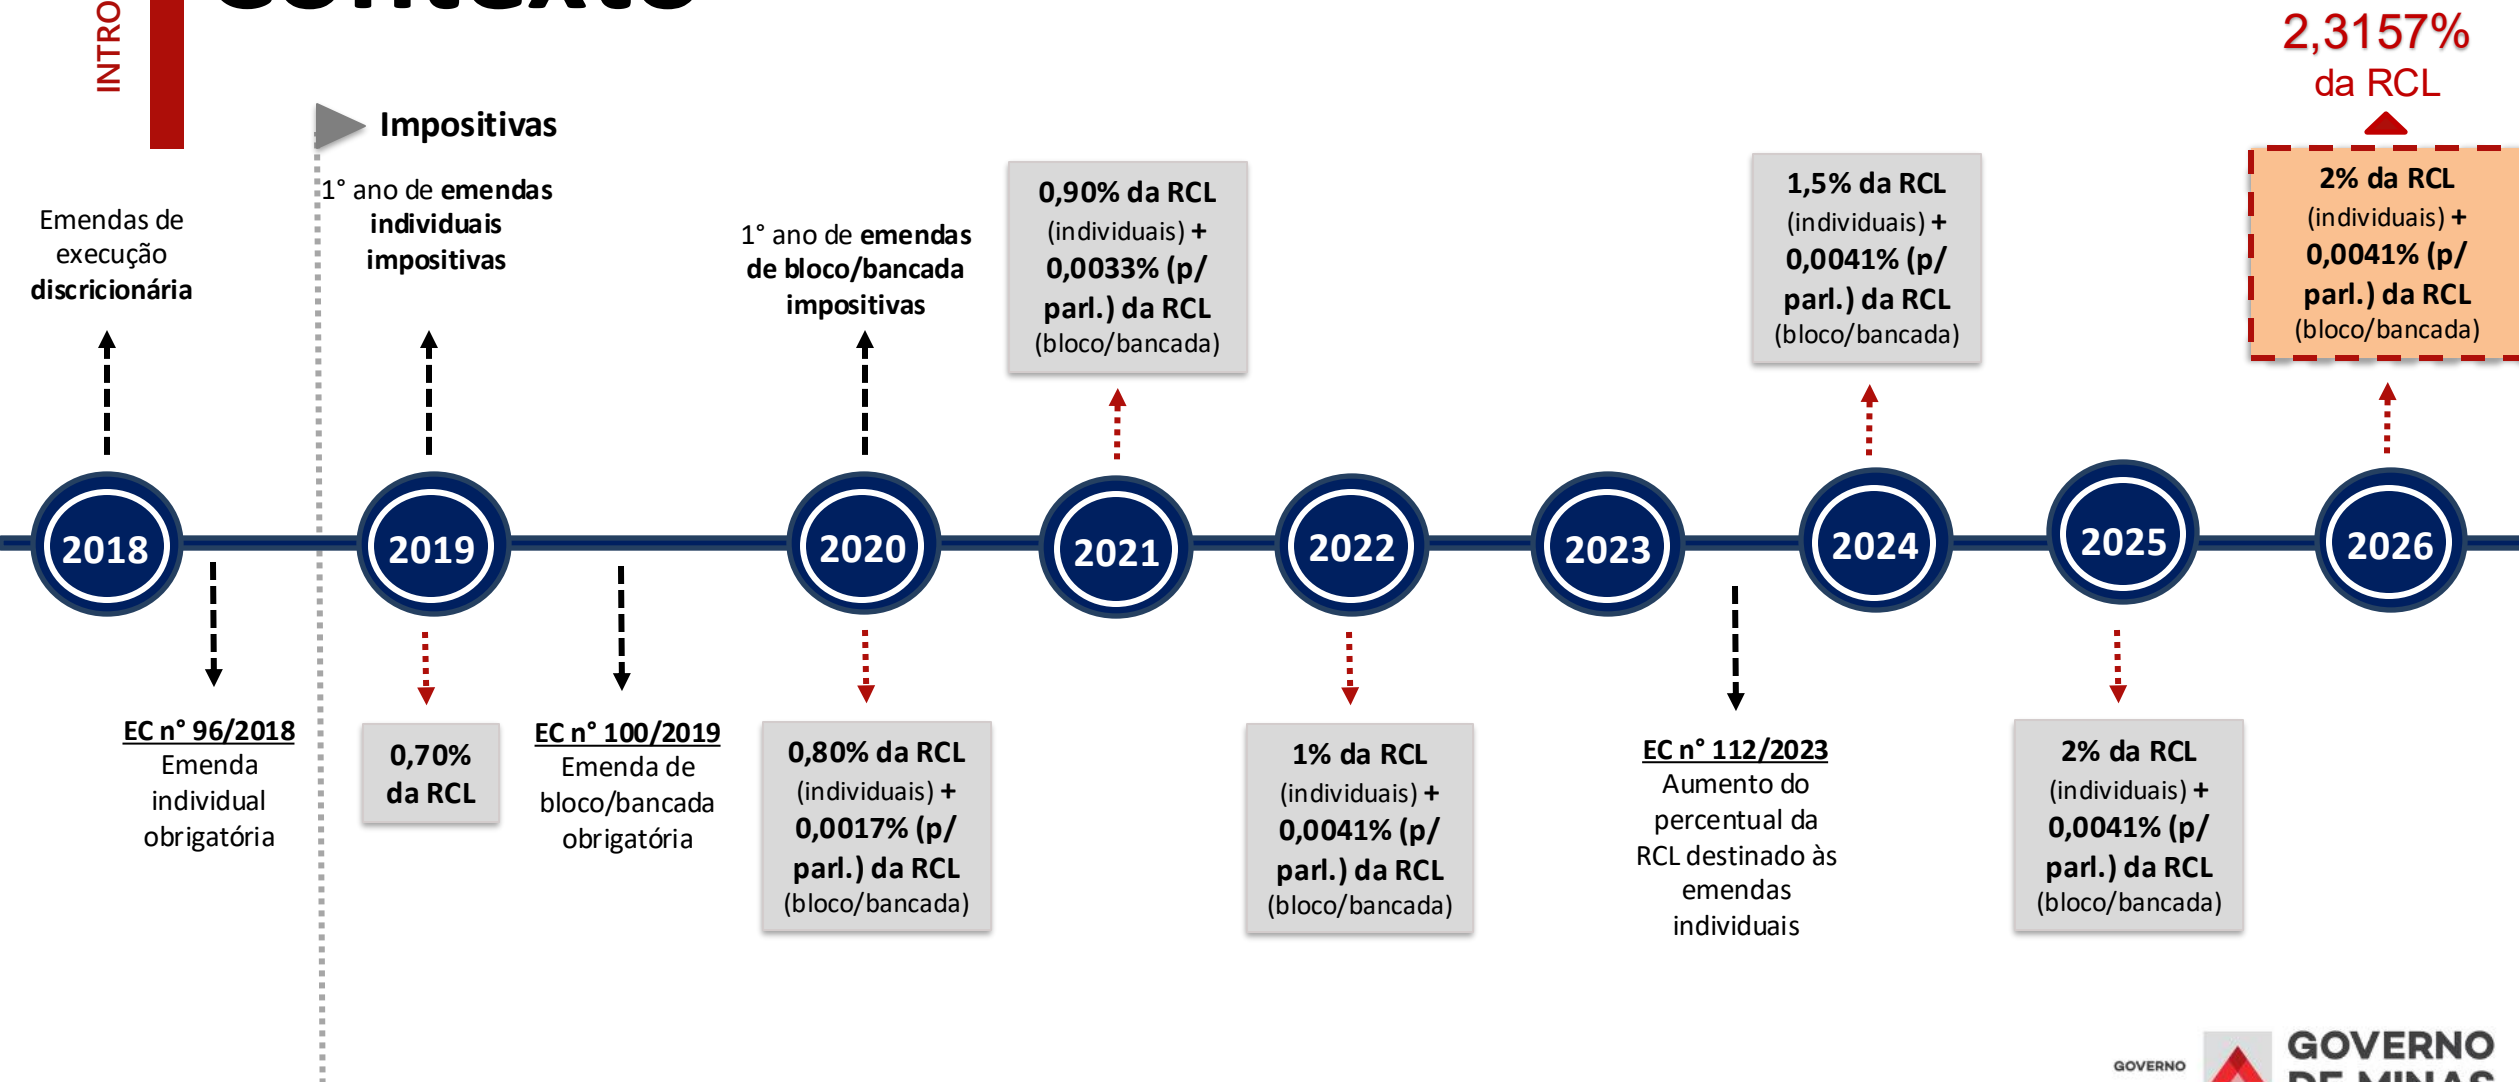 INTRO
Contexto
2,3157%
da RCL
Impositivas
Emendas de
execução
discricionária
1° ano de emendas
individuais
impositivas
1° ano de emendas
de bloco/bancada
impositivas
0,90% da RCL
(individuais) +
0,0033% (p/
parl.) da RCL
(bloco/bancada)
1,5% da RCL
(individuais) +
0,0041% (p/
parl.) da RCL
(bloco/bancada)
2% da RCL
(individuais) +
0,0041% (p/
parl.) da RCL
(bloco/bancada)
2018
2019
2020
2021
2022
2023
2024
2025
2026
EC n° 96/2018
Emenda
individual
obrigatória
0,70%
da RCL
EC n° 100/2019
Emenda de
bloco/bancada
obrigatória
0,80% da RCL
(individuais) +
0,0017% (p/
parl.) da RCL
(bloco/bancada)
1% da RCL
(individuais) +
0,0041% (p/
parl.) da RCL
(bloco/bancada)
EC n° 112/2023
Aumento do
percentual da
RCL destinado às
emendas
individuais
2% da RCL
(individuais) +
0,0041% (p/
parl.) da RCL
(bloco/bancada)
GOVERNO
GOVERNO
DE MINAS